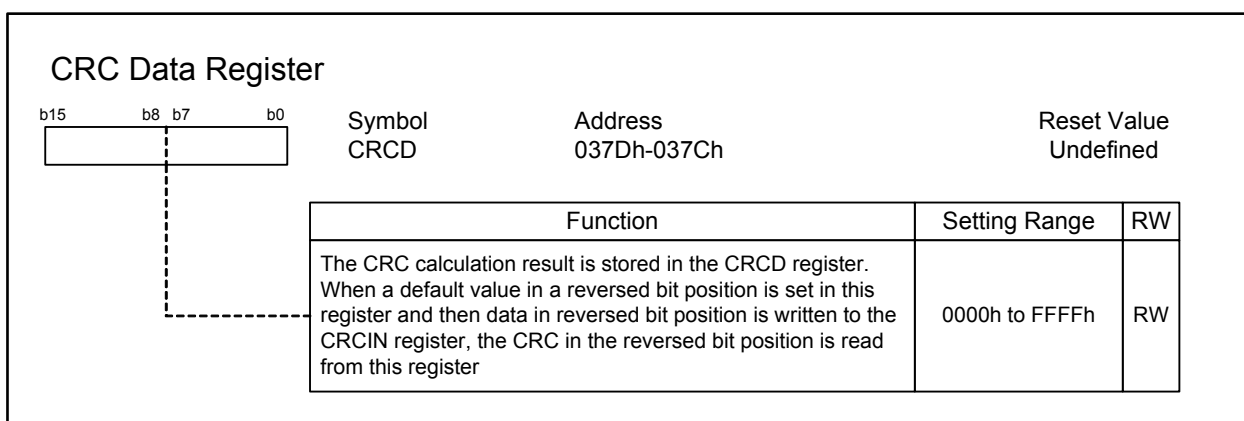 CRC Data Register
b15 b8 b7 b0
Symbol Address Reset Value
CRCD 037Dh-037Ch Undefined
Function Setting Range RW
The CRC calculation result is stored in the CRCD register.
When a default value in a reversed bit position is set in this
register and then data in reversed bit position is written to the
CRCIN register, the CRC in the reversed bit position is read
from this register
0000h to FFFFh RW